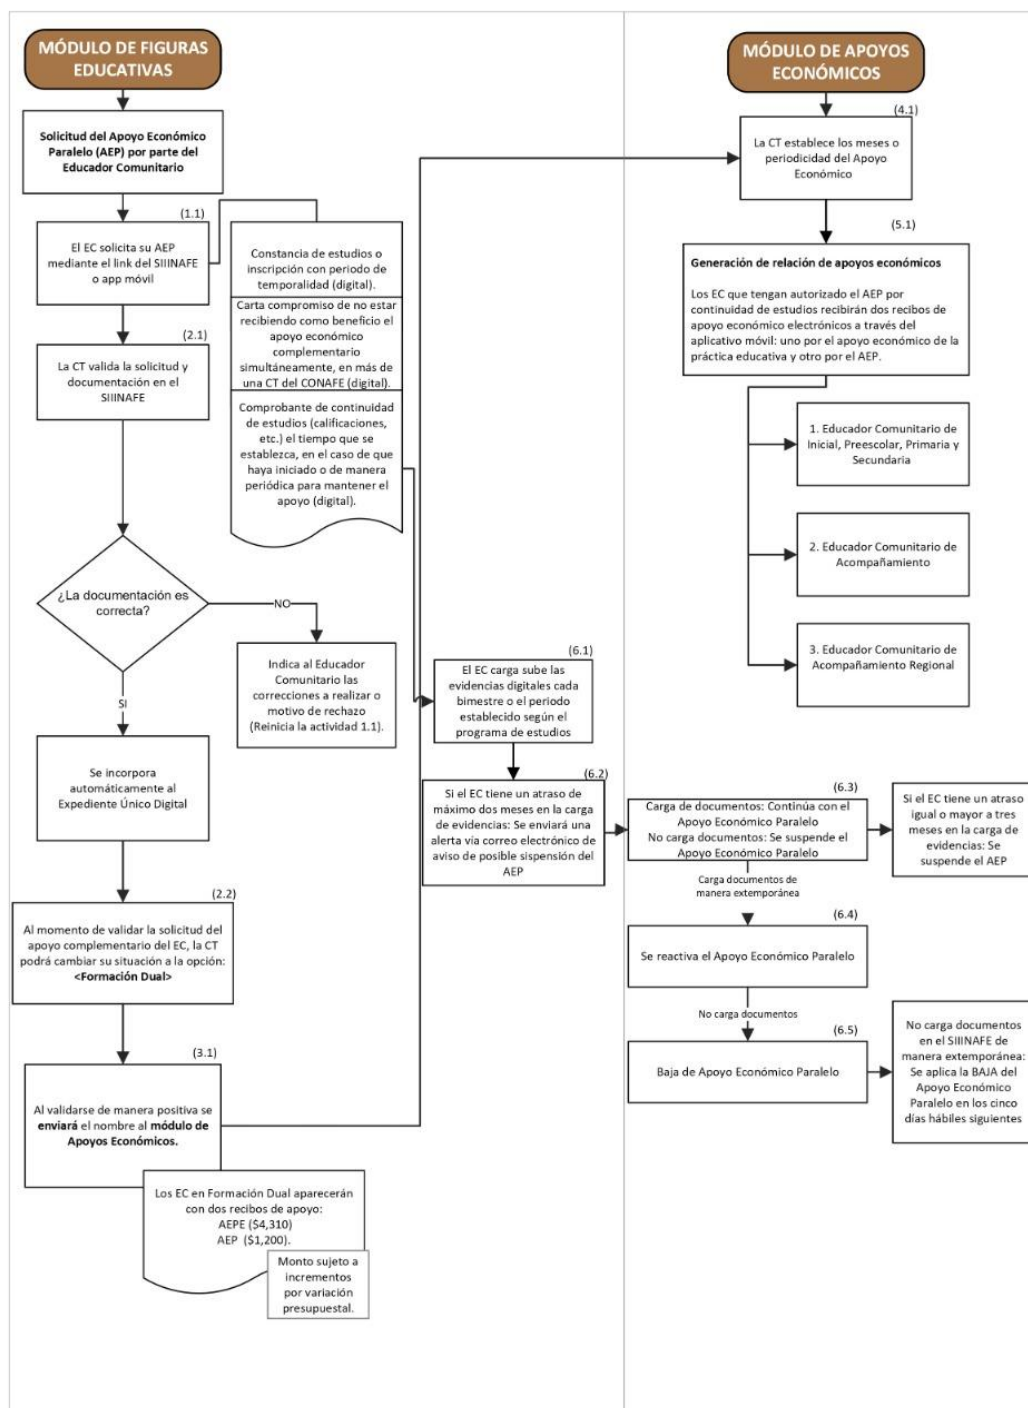 MÓDULO DE FIGURAS
EDUCATIVAS
Solicitud del Apoyo Económico
Paralelo (AEP) por parte del
Educador Comunitario
(1.1)
El EC solicita su AEP
mediante el link del SIIINAFE
o app móvil
Constancia de estudios o
inscripción con periodo de
temporalidad (digital).
Carta compromiso de no estar
recibiendo como beneficio el
apoyo económico
complementario
simultáneamente, en más de
una CT del CONAFE (digital).
Comprobante de continuidad
de estudios (calificaciones,
etc.) el tiempo que se
establezca, en el caso de que
haya iniciado o de manera
periódica para mantener el
apoyo (digital).
(2.1)
La CT valida la solicitud y
documentación en el
SIIINAFE
¿La documentación es
correcta?
NO
Indica al Educador
Comunitario las
correcciones a realizar o
motivo de rechazo
(Reinicia la actividad 1.1).
SI
Se incorpora
automáticamente al
Expediente Único Digital
(2.2)
Al momento de validar la solicitud del
apoyo complementario del EC, la CT
podrá cambiar su situación a la opción:
<Formación Dual>
(3.1)
Al validarse de manera positiva se
enviará el nombre al módulo de
Apoyos Económicos.
Los EC en Formación Dual aparecerán
con dos recibos de apoyo:
AEPE ($4,310)
AEP ($1,200).
Monto sujeto a
incrementos
por variación
presupuestal.
MÓDULO DE APOYOS
ECONÓMICOS
(4.1)
La CT establece los meses o
periodicidad del Apoyo
Económico
(5.1)
Generación de relación de apoyos económicos
Los EC que tengan autorizado el AEP por
continuidad de estudios recibirán dos recibos de
apoyo económico electrónicos a través del
aplicativo móvil: uno por el apoyo económico de la
práctica educativa y otro por el AEP.
1. Educador Comunitario de
Inicial, Preescolar, Primaria y
Secundaria
2. Educador Comunitario de
Acompañamiento
3. Educador Comunitario de
Acompañamiento Regional
(6.1)
El EC carga sube las
evidencias digitales cada
bimestre o el periodo
establecido según el
programa de estudios
(6.2)
Si el EC tiene un atraso de
máximo dos meses en la carga
de evidencias: Se enviará una
alerta vía correo electrónico de
aviso de posible sispensión del
AEP
(6.3)
Carga de documentos: Continúa con el
Apoyo Económico Paralelo
No carga documentos: Se suspende el
Apoyo Económico Paralelo
Si el EC tiene un atraso
igual o mayor a tres
meses en la carga de
evidencias: Se
suspende el AEP
Carga documentos de
manera extemporánea
(6.4)
Se reactiva el Apoyo Económico Paralelo
No carga documentos
(6.5)
Baja de Apoyo Económico Paralelo
No carga documentos
en el SIIINAFE de
manera extemporánea:
Se aplica la BAJA del
Apoyo Económico
Paralelo en los cinco
días hábiles siguientes